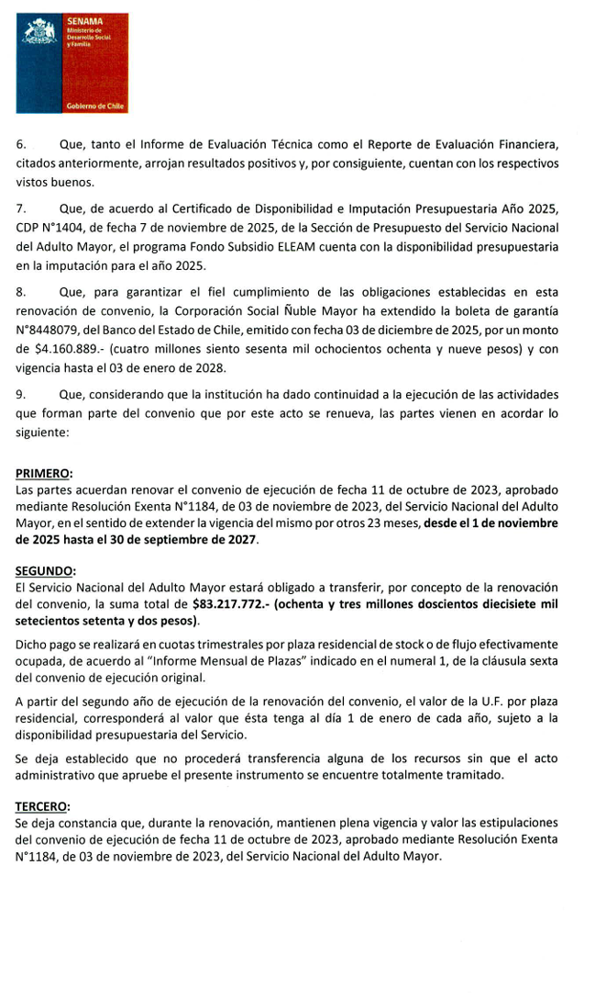 SENAMA
Ministerio de
Desarrollo Social
y Familia
Gobierno de Chile
6. Que, tanto el Informe de Evaluación Técnica como el Reporte de Evaluación Financiera,
citados anteriormente, arrojan resultados positivos y, por consiguiente, cuentan con los respectivos
vistos buenos.
7. Que, de acuerdo al Certificado de Disponibilidad e Imputación Presupuestaria Año 2025,
CDP N°1404, de fecha 7 de noviembre de 2025, de la Sección de Presupuesto del Servicio Nacional
del Adulto Mayor, el programa Fondo Subsidio ELEAM cuenta con la disponibilidad presupuestaria
en la imputación para el año 2025.
8. Que, para garantizar el fiel cumplimiento de las obligaciones establecidas en esta
renovación de convenio, la Corporación Social Ñuble Mayor ha extendido la boleta de garantía
N°8448079, del Banco del Estado de Chile, emitido con fecha 03 de diciembre de 2025, por un monto
de $4.160.889.- (cuatro millones siento sesenta mil ochocientos ochenta y nueve pesos) y con
vigencia hasta el 03 de enero de 2028.
9. Que, considerando que la institución ha dado continuidad a la ejecución de las actividades
que forman parte del convenio que por este acto se renueva, las partes vienen en acordar lo
siguiente:
PRIMERO:
Las partes acuerdan renovar el convenio de ejecución de fecha 11 de octubre de 2023, aprobado
mediante Resolución Exenta N°1184, de 03 de noviembre de 2023, del Servicio Nacional del Adulto
Mayor, en el sentido de extender la vigencia del mismo por otros 23 meses, desde el 1 de noviembre
de 2025 hasta el 30 de septiembre de 2027.
SEGUNDO:
El Servicio Nacional del Adulto Mayor estará obligado a transferir, por concepto de la renovación
del convenio, la suma total de $83.217.772.- (ochenta y tres millones doscientos diecisiete mil
setecientos setenta y dos pesos).
Dicho pago se realizará en cuotas trimestrales por plaza residencial de stock o de flujo efectivamente
ocupada, de acuerdo al “Informe Mensual de Plazas” indicado en el numeral 1, de la cláusula sexta
del convenio de ejecución original.
A partir del segundo año de ejecución de la renovación del convenio, el valor de la U.F. por plaza
residencial, corresponderá al valor que ésta tenga al día 1 de enero de cada año, sujeto a la
disponibilidad presupuestaria del Servicio.
Se deja establecido que no procederá transferencia alguna de los recursos sin que el acto
administrativo que apruebe el presente instrumento se encuentre totalmente tramitado.
TERCERO:
Se deja constancia que, durante la renovación, mantienen plena vigencia y valor las estipulaciones
del convenio de ejecución de fecha 11 de octubre de 2023, aprobado mediante Resolución Exenta
N°1184, de 03 de noviembre de 2023, del Servicio Nacional del Adulto Mayor.